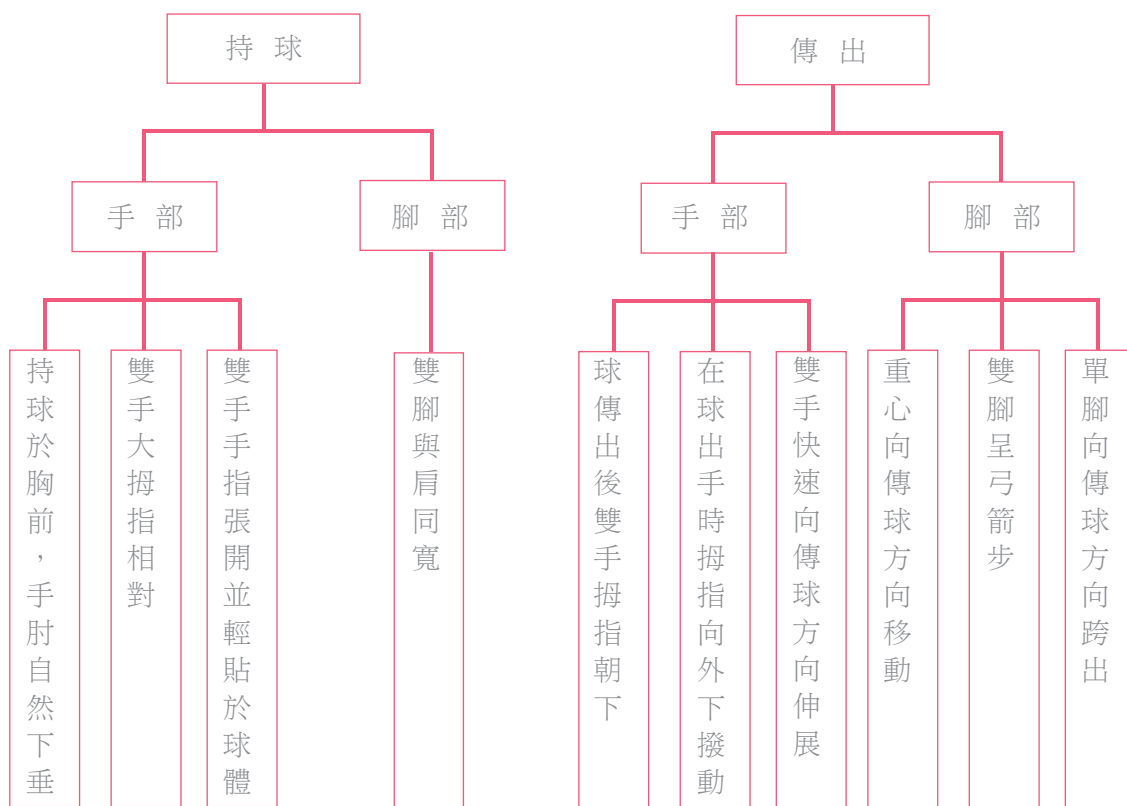 持球
傳出
手部
腳部
手部
腳部
持球於胸前，手肘自然下垂
雙手大拇指相對
雙手手指張開並輕貼於球體
雙腳與肩同寬
球傳出後雙手拇指朝下
在球出手時拇指向外下撥動
雙手快速向傳球方向伸展
重心向傳球方向移動
雙腳呈弓箭步
單腳向傳球方向跨出